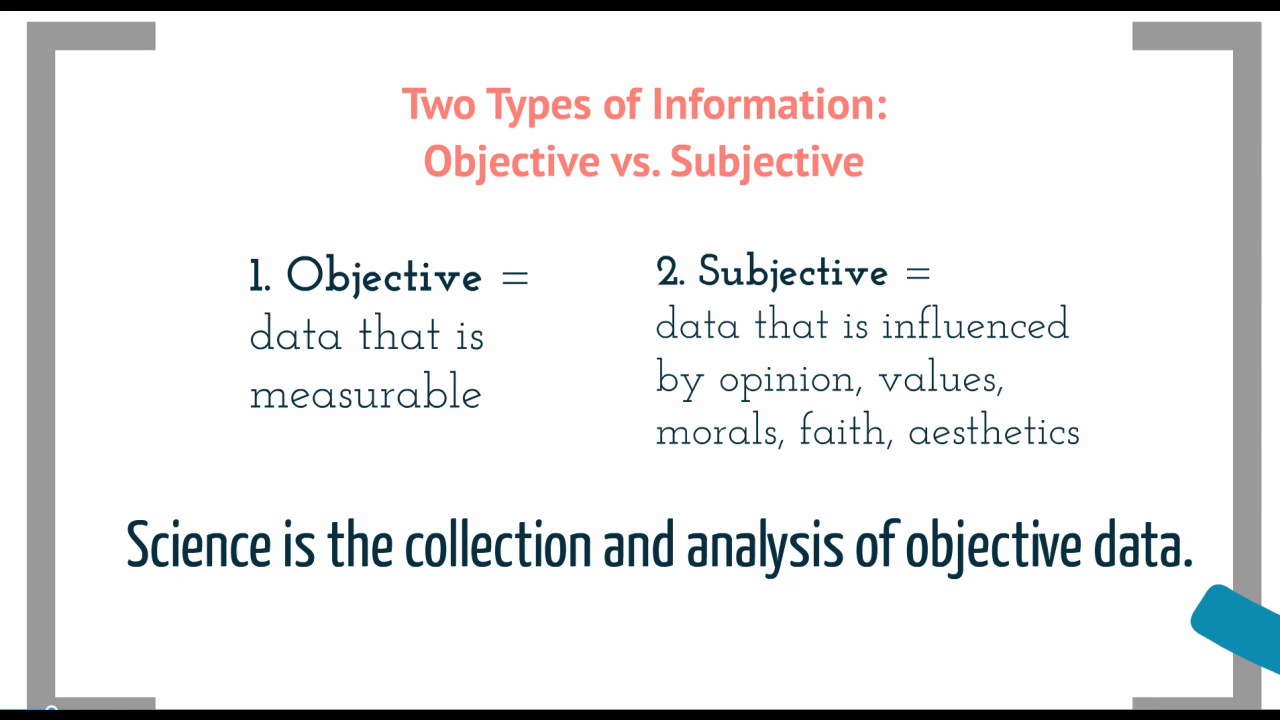 Two Types of Information:
Objective vs. Subjective
1. Objective =
data that is
measurable
2. Subjective =
data that is influenced
by opinion, values,
morals, faith, aesthetics
Science is the collection and analysis of objective data.